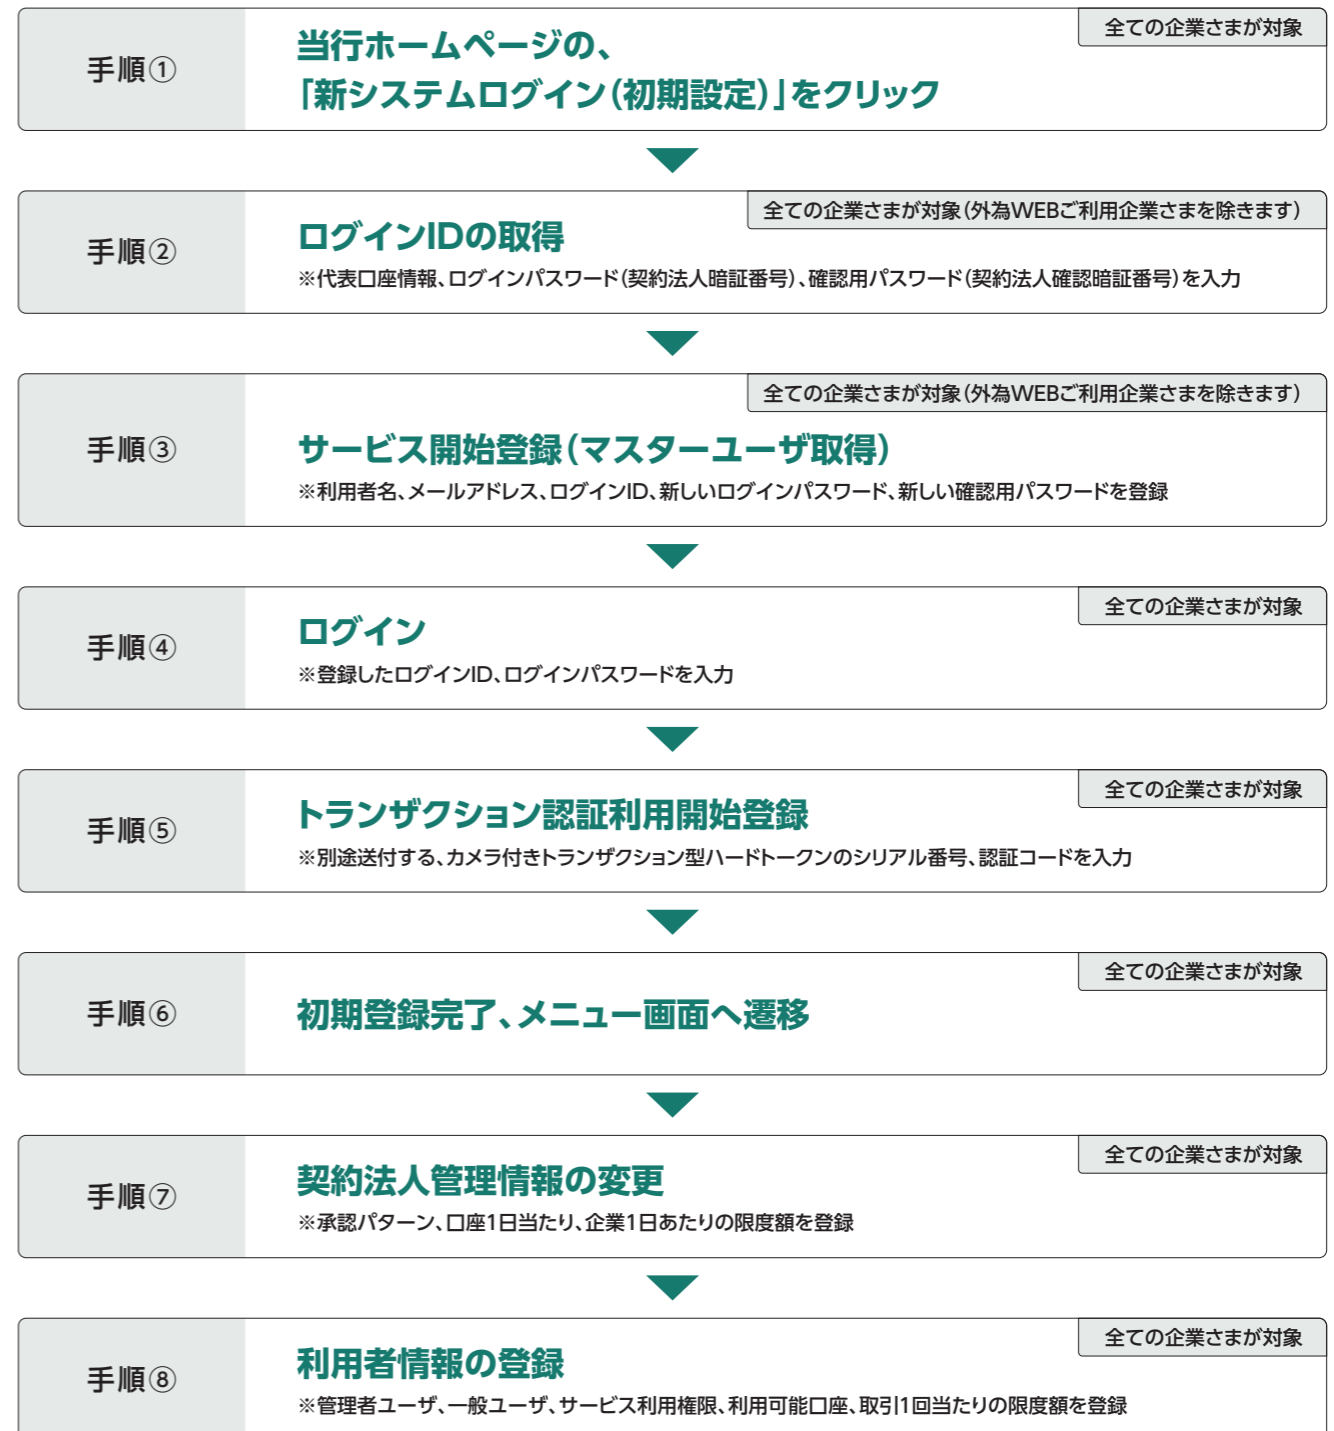 全ての企業さまが対象
手順①
当行ホームページの、
「新システムログイン（初期設定）」をクリック
全ての企業さまが対象（外為WEBご利用企業さまを除きます）
手順②
ログインIDの取得
※代表口座情報、ログインパスワード（契約法人暗証番号）、確認用パスワード（契約法人確認暗証番号）を入力
全ての企業さまが対象（外為WEBご利用企業さまを除きます）
手順③
サービス開始登録（マスターユーザ取得）
※利用者名、メールアドレス、ログインID、新しいログインパスワード、新しい確認用パスワードを登録
全ての企業さまが対象
手順④
ログイン
※登録したログインID、ログインパスワードを入力
全ての企業さまが対象
手順⑤
トランザクション認証利用開始登録
※別途送付する、カメラ付きトランザクション型ハードトークンのシリアル番号、認証コードを入力
全ての企業さまが対象
手順⑥
初期登録完了、メニュー画面へ遷移
全ての企業さまが対象
手順⑦
契約法人管理情報の変更
※承認パターン、口座1日当たり、企業1日あたりの限度額を登録
全ての企業さまが対象
手順⑧
利用者情報の登録
※管理者ユーザ、一般ユーザ、サービス利用権限、利用可能口座、取引1回当たりの限度額を登録